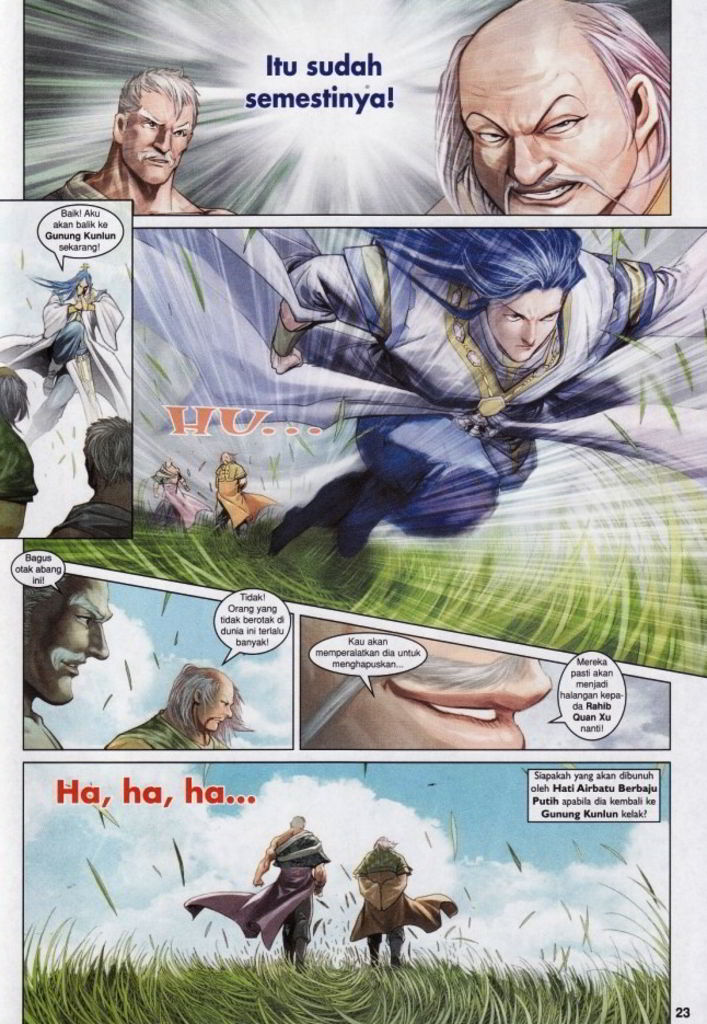 Itu sudah
semestinya!
Baik! Aku
akan balik ke
Gunung Kunlun
sekarang!
HU...
Bagus
otak abang
ini!
Tidak!
Orang yang
tidak berotak di
dunia ini terlalu
banyak!
Kau akan
memperalatkan dia untuk
menghapuskan...
Mereka
pasti akan
menjadi
halangan kepa-
da Rahib
Quan Xu
nanti!
Ha, ha, ha...
Siapakah yang akan dibunuh
oleh Hati Airbatu Berbaju
Putih apabila dia kembali ke
Gunung Kunlun kelak?
23